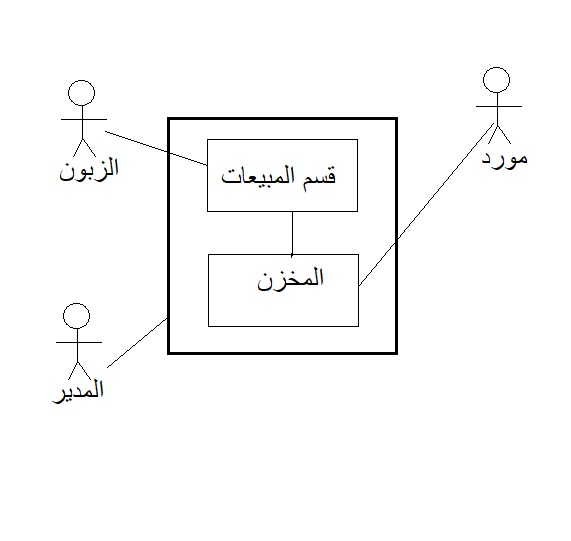 مورد
الزبون
قسم المبيعات
المخزن
المدير